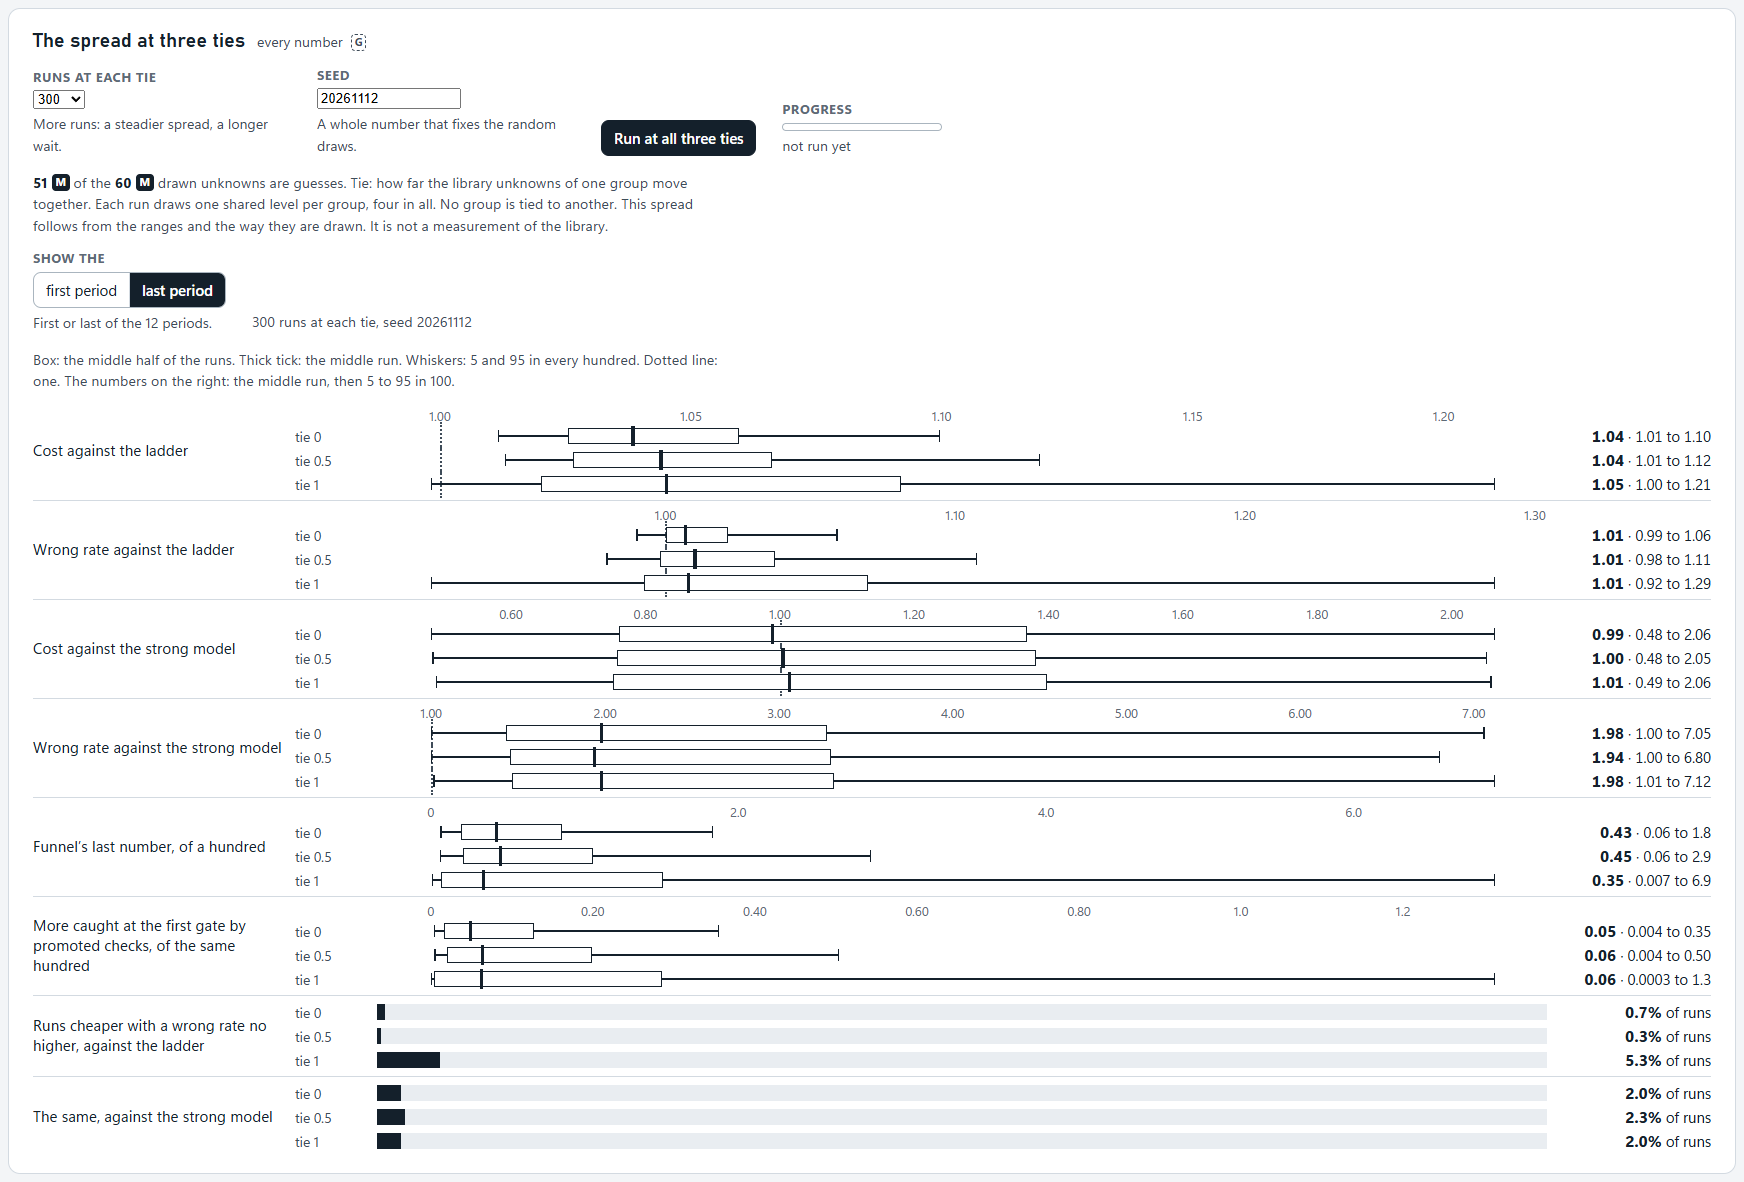 The spread at three ties every number G
RUNS AT EACH TIE
300
More runs: a steadier spread, a longer
wait.
SEED
20261112
A whole number that fixes the random
draws.
Run at all three ties
PROGRESS
not run yet
51 M of the 60 M drawn unknowns are guesses. Tie: how far the library unknowns of one group move
together. Each run draws one shared level per group, four in all. No group is tied to another. This spread
follows from the ranges and the way they are drawn. It is not a measurement of the library.
SHOW THE
first period last period
First or last of the 12 periods. 300 runs at each tie, seed 20261112
Box: the middle half of the runs. Thick tick: the middle run. Whiskers: 5 and 95 in every hundred. Dotted line:
one. The numbers on the right: the middle run, then 5 to 95 in 100.
1.00 1.05 1.10 1.15 1.20
Cost against the ladder
tie 0 1.04 · 1.01 to 1.10
tie 0.5 1.04 · 1.01 to 1.12
tie 1 1.05 · 1.00 to 1.21
1.00 1.10 1.20 1.30
Wrong rate against the ladder
tie 0 1.01 · 0.99 to 1.06
tie 0.5 1.01 · 0.98 to 1.11
tie 1 1.01 · 0.92 to 1.29
0.60 0.80 1.00 1.20 1.40 1.60 1.80 2.00
Cost against the strong model
tie 0 0.99 · 0.48 to 2.06
tie 0.5 1.00 · 0.48 to 2.05
tie 1 1.01 · 0.49 to 2.06
1.00 2.00 3.00 4.00 5.00 6.00 7.00
Wrong rate against the strong model
tie 0 1.98 · 1.00 to 7.05
tie 0.5 1.94 · 1.00 to 6.80
tie 1 1.98 · 1.01 to 7.12
0 2.0 4.0 6.0
Funnel's last number, of a hundred
tie 0 0.43 · 0.06 to 1.8
tie 0.5 0.45 · 0.06 to 2.9
tie 1 0.35 · 0.007 to 6.9
0 0.20 0.40 0.60 0.80 1.0 1.2
More caught at the first gate by
promoted checks, of the same
hundred
tie 0 0.05 · 0.004 to 0.35
tie 0.5 0.06 · 0.004 to 0.50
tie 1 0.06 · 0.0003 to 1.3
Runs cheaper with a wrong rate no
higher, against the ladder
tie 0 0.7% of runs
tie 0.5 0.3% of runs
tie 1 5.3% of runs
The same, against the strong model
tie 0 2.0% of runs
tie 0.5 2.3% of runs
tie 1 2.0% of runs